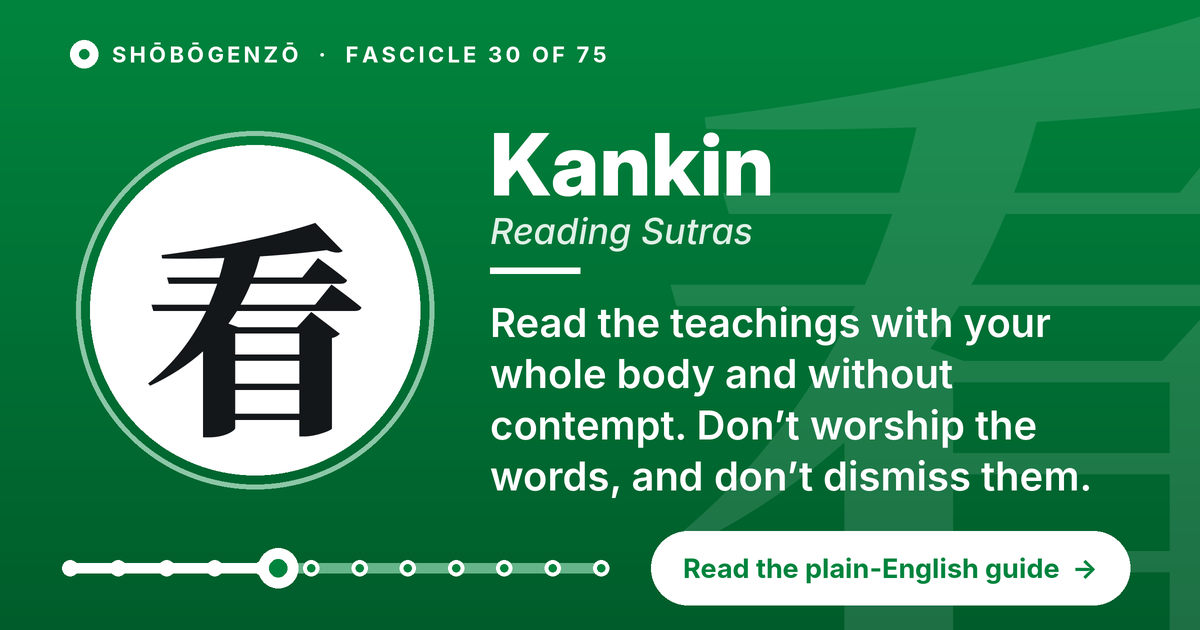 SHŌBŌGENZŌ · FASCICLE 30 OF 75
看
Kankin
Reading Sutras
Read the teachings with your
whole body and without
contempt. Don’t worship the
words, and don’t dismiss them.
Read the plain-English guide →